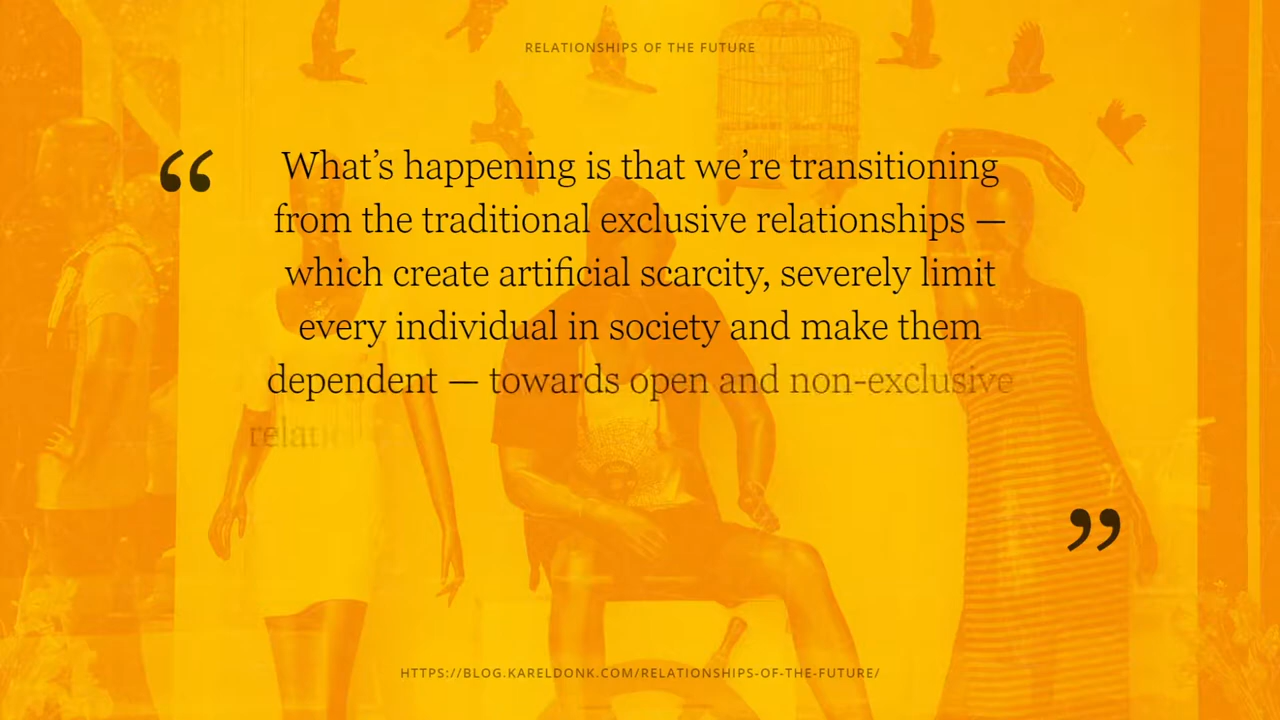 RELATIONSHIPS OF THE FUTURE
“
What’s happening is that we’re transitioning
from the traditional exclusive relationships —
which create artificial scarcity, severely limit
every individual in society and make them
dependent — towards open and non-exclusive
”
HTTPS://BLOG.KARELDONK.COM/RELATIONSHIPS-OF-THE-FUTURE/